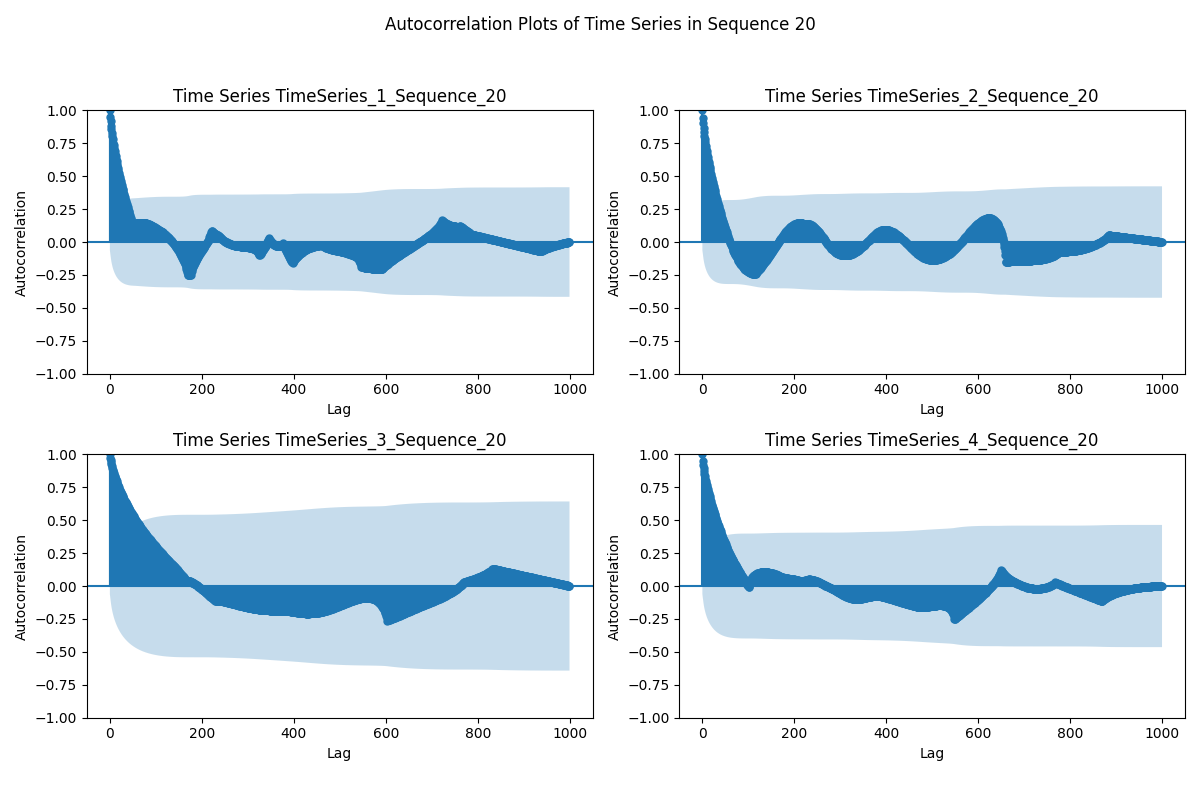 Autocorrelation Plots of Time Series in Sequence 20
Time Series TimeSeries_1_Sequence_20
Time Series TimeSeries_2_Sequence_20
1.00
0.75
0.50
0.25
0.00
−0.25
−0.50
−0.75
−1.00
Autocorrelation
0 200 400 600 800 1000
Lag
1.00
0.75
0.50
0.25
0.00
−0.25
−0.50
−0.75
−1.00
Autocorrelation
0 200 400 600 800 1000
Lag
Time Series TimeSeries_3_Sequence_20
Time Series TimeSeries_4_Sequence_20
1.00
0.75
0.50
0.25
0.00
−0.25
−0.50
−0.75
−1.00
Autocorrelation
0 200 400 600 800 1000
Lag
1.00
0.75
0.50
0.25
0.00
−0.25
−0.50
−0.75
−1.00
Autocorrelation
0 200 400 600 800 1000
Lag